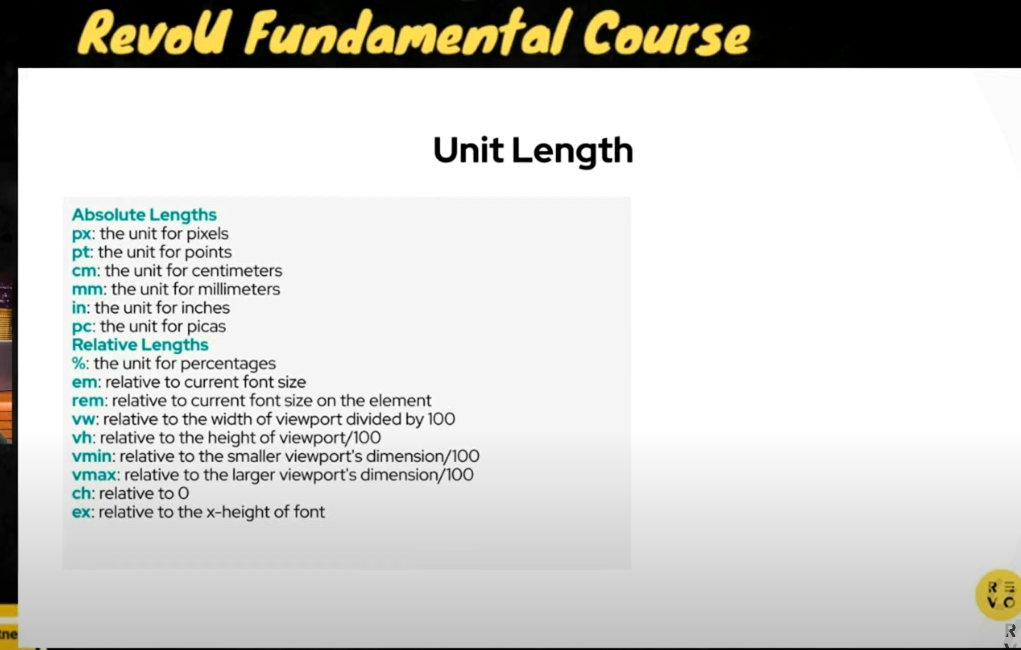 RevoU Fundamental Course
Unit Length
Absolute Lengths
px: the unit for pixels
pt: the unit for points
cm: the unit for centimeters
mm: the unit for millimeters
in: the unit for inches
pc: the unit for picas
Relative Lengths
%: the unit for percentages
em: relative to current font size
rem: relative to current font size on the element
vw: relative to the width of viewport divided by 100
vh: relative to the height of viewport/100
vmin: relative to the smaller viewport's dimension/100
vmax: relative to the larger viewport's dimension/100
ch: relative to 0
ex: relative to the x-height of font
R E
V O
tne
R